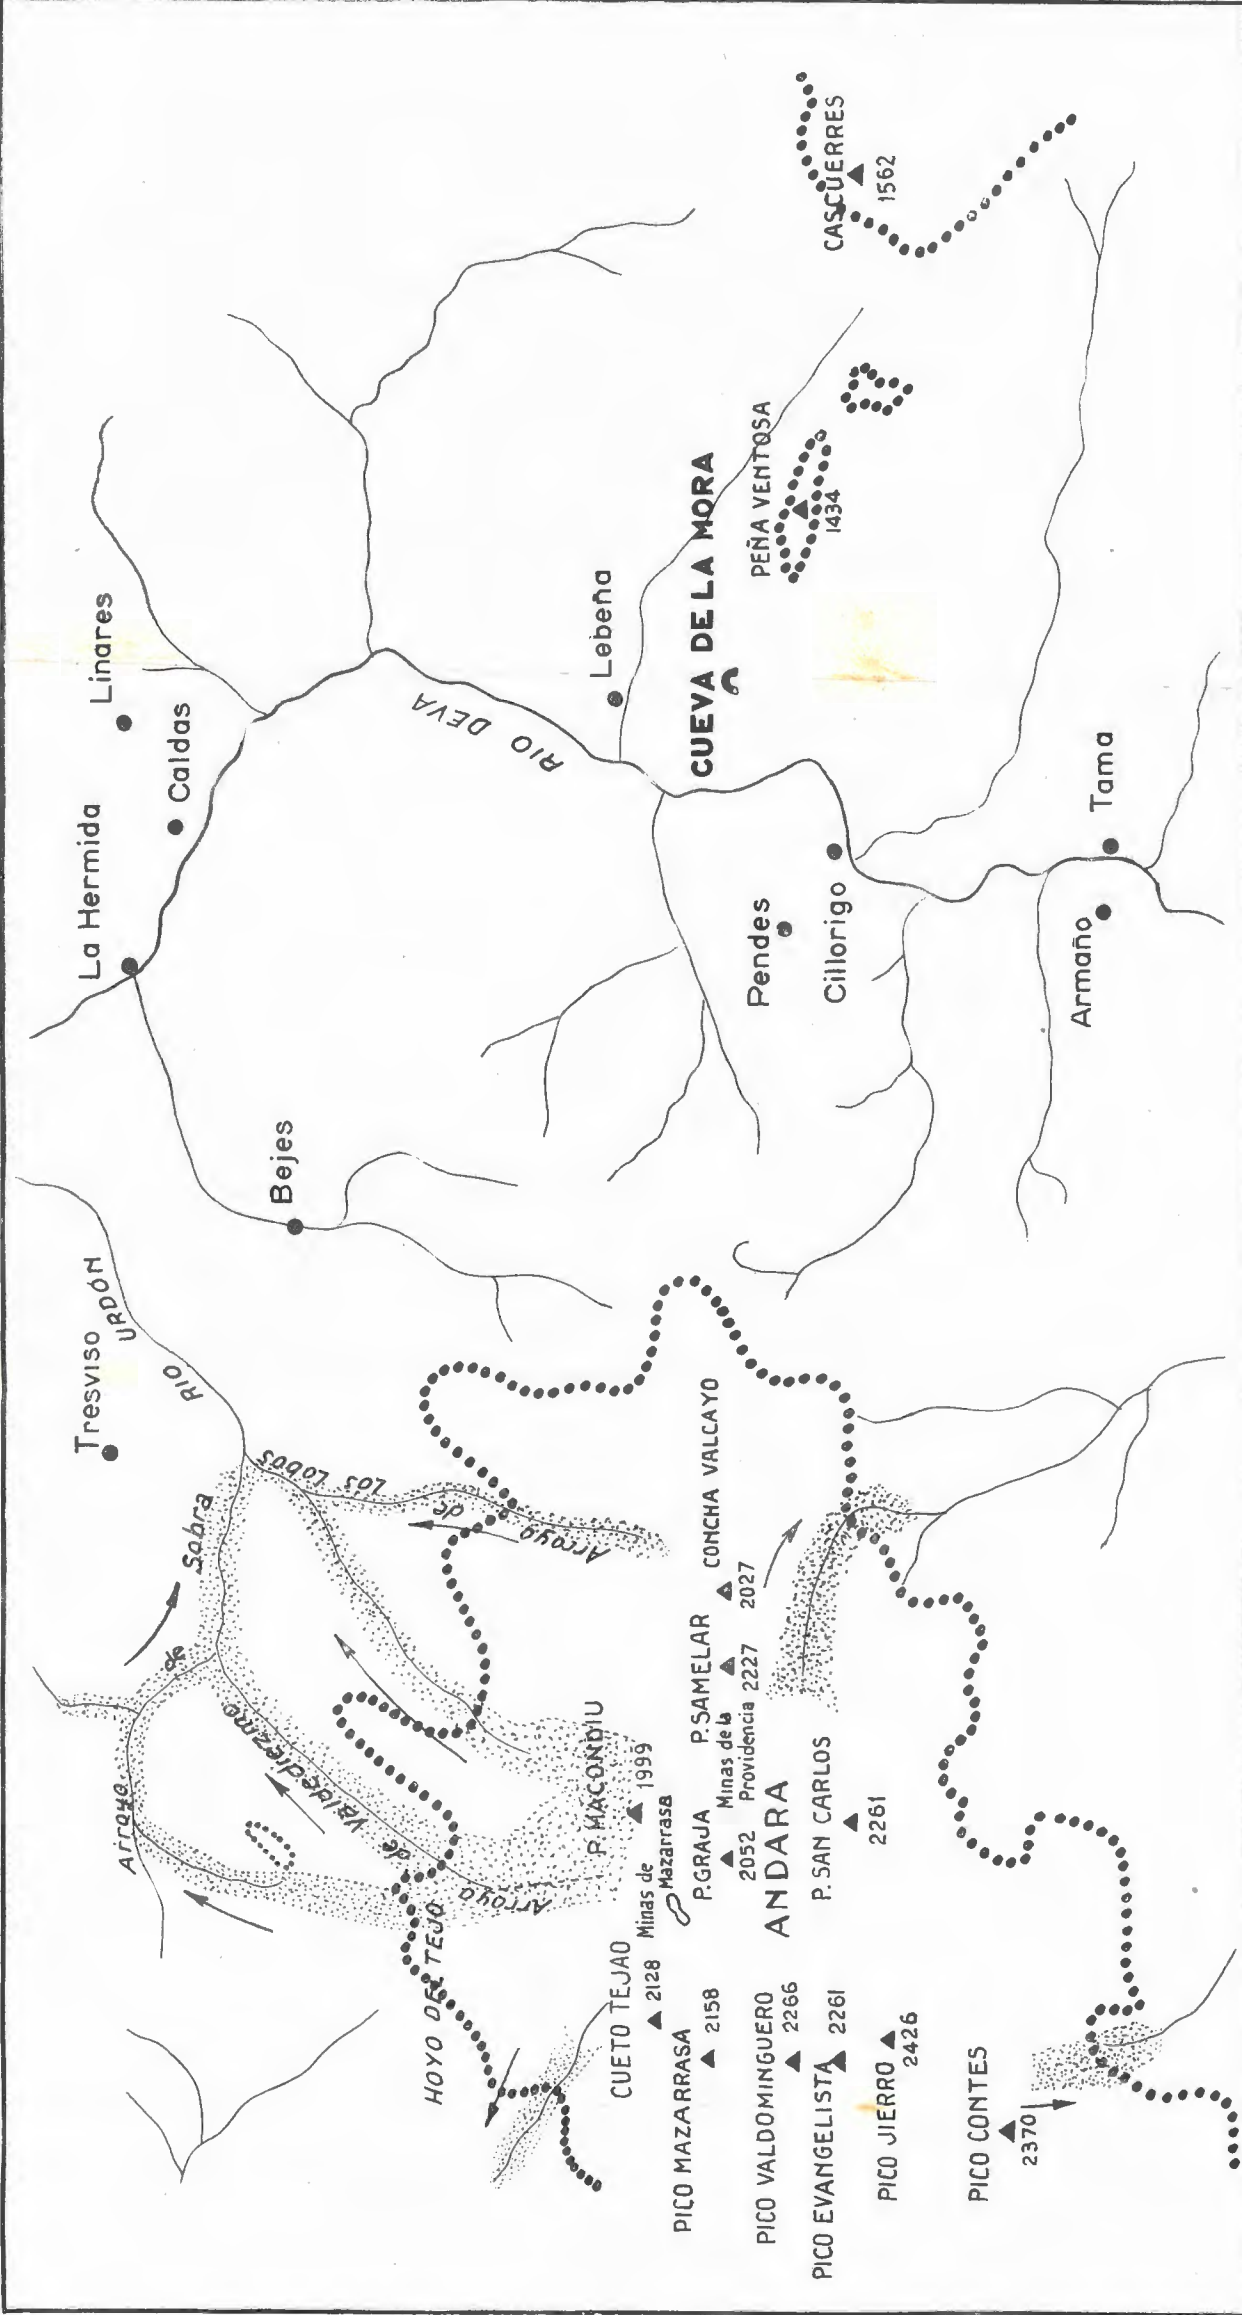 Tresviso
RIO URDÓN
La Hermida
Linares
Caldas
Bejes
RIO DEVA
Lebeña
CUEVA DE LA MORA
PEÑA VENTOSA
1434
CASCUERRES
1562
Pendes
Cillorigo
Armaño
Tama
Arroyo de Sobra
Arroyo de Valdediezmo
Arroyo de Los Lobos
HOYO DEL TEJO
CUETO TEJAO
2128
P. MACONDIU
1999
Minas de
Mazarrasa
PICO MAZARRASA
2158
P.GRAJA
2052
P.SAMELAR
2227
Minas de la
Providencia
CONCHA VALCAYO
2027
ANDARA
PICO VALDOMINGUERO
2266
PICO EVANGELISTA
2261
P. SAN CARLOS
2261
PICO JIERRO
2426
PICO CONTES
2370